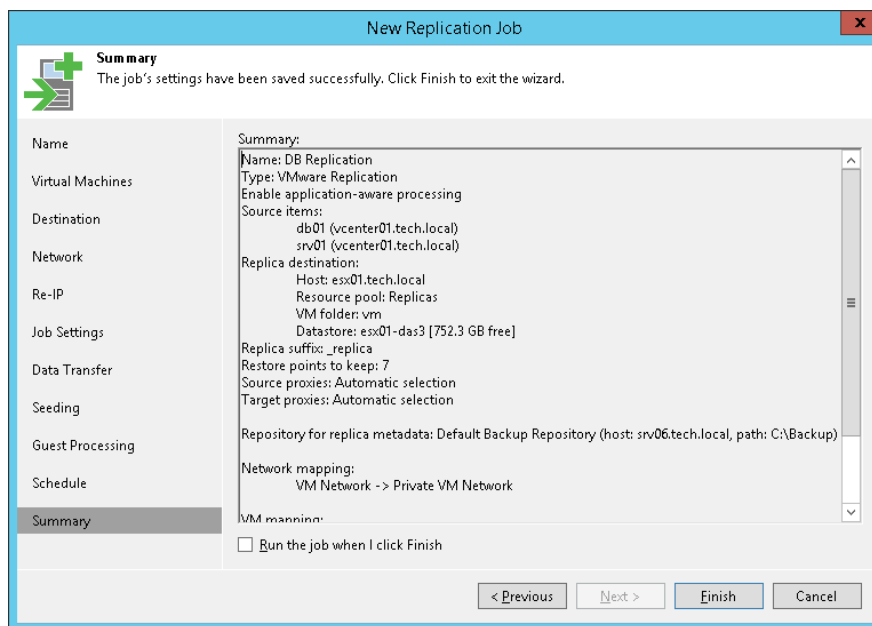 New Replication Job
x
Summary
The job's settings have been saved successfully. Click Finish to exit the wizard.
Name
Virtual Machines
Destination
Network
Re-IP
Job Settings
Data Transfer
Seeding
Guest Processing
Schedule
Summary
Summary:
Name: DB Replication
Type: VMware Replication
Enable application-aware processing
Source items:
db01 (vcenter01.tech.local)
srv01 (vcenter01.tech.local)
Replica destination:
Host: esx01.tech.local
Resource pool: Replicas
VM folder: vm
Datastore: esx01-das3 [752.3 GB free]
Replica suffix: _replica
Restore points to keep: 7
Source proxies: Automatic selection
Target proxies: Automatic selection
Repository for replica metadata: Default Backup Repository (host: srv06.tech.local, path: C:\Backup)
Network mapping:
VM Network -> Private VM Network
VM mapping:
Run the job when I click Finish
< Previous
Next >
Finish
Cancel